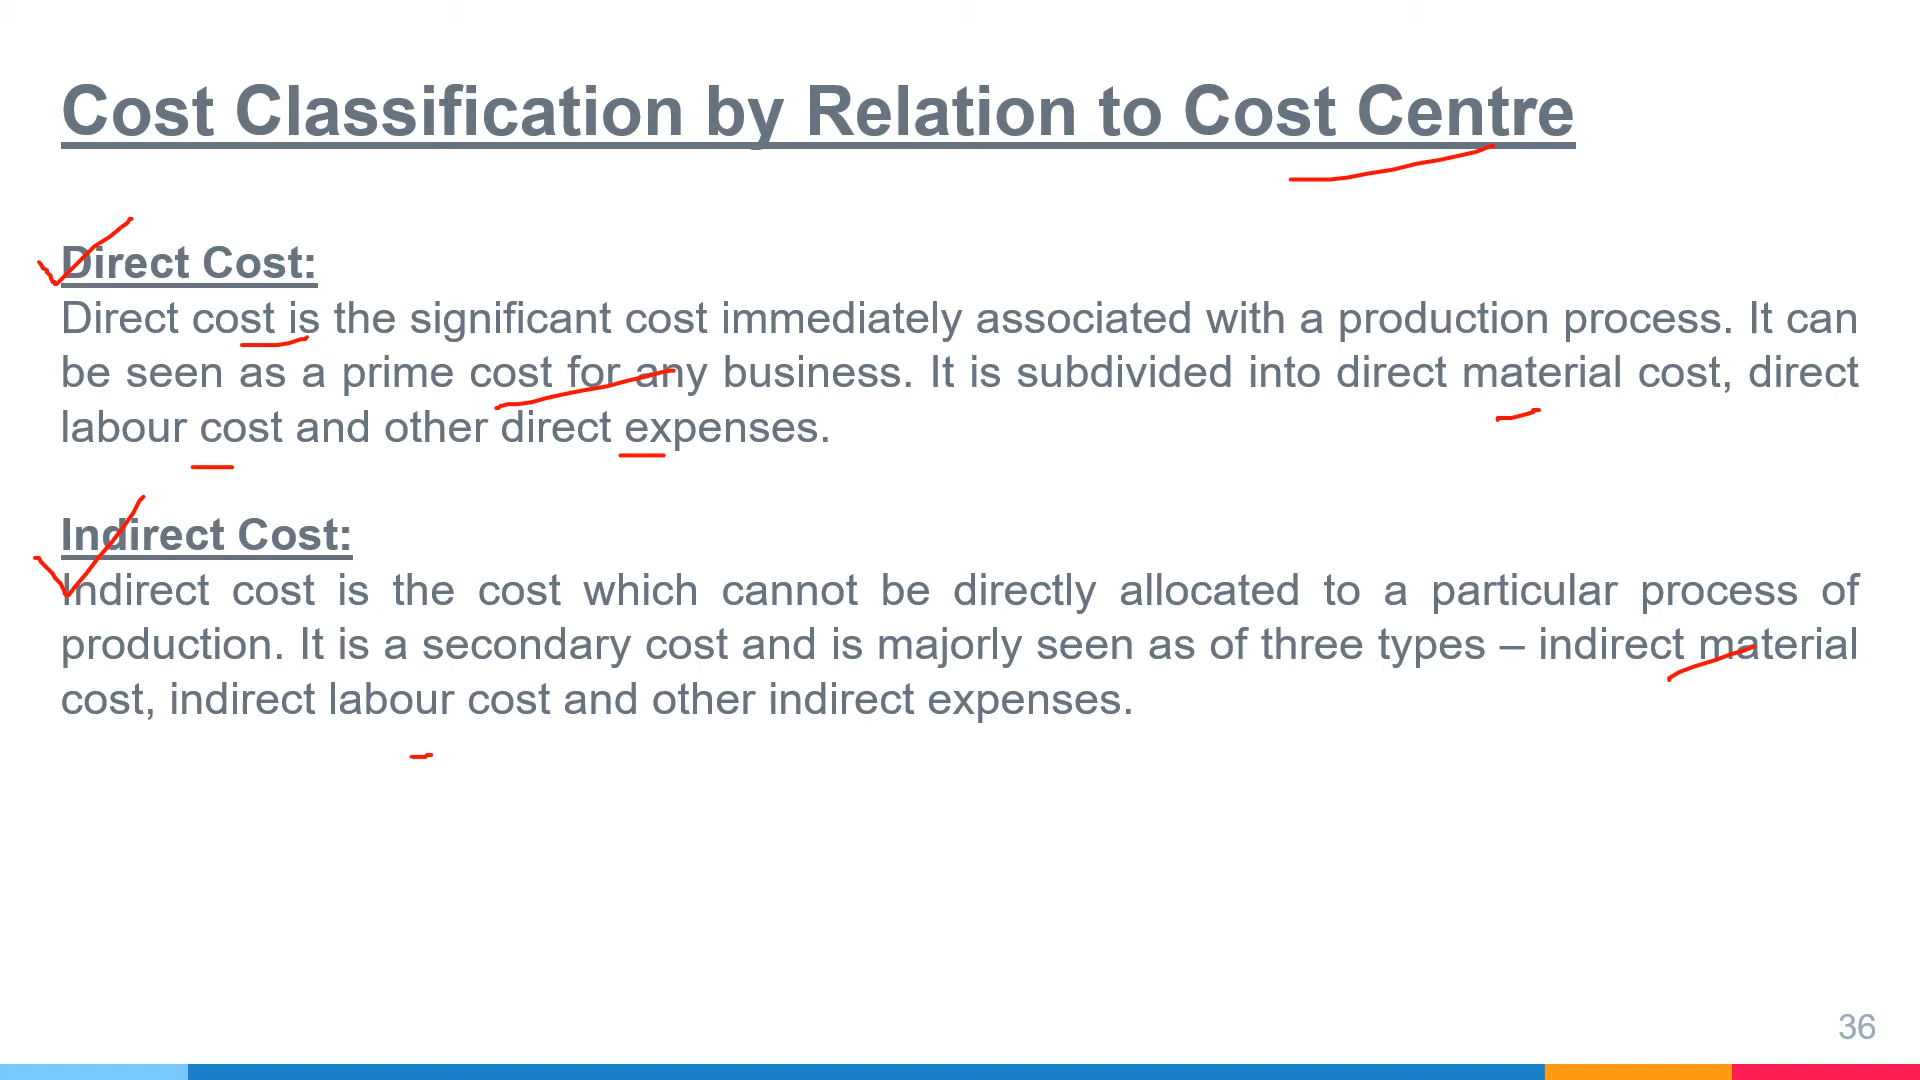 Cost Classification by Relation to Cost Centre
Direct Cost:
Direct cost is the significant cost immediately associated with a production process. It can
be seen as a prime cost for any business. It is subdivided into direct material cost, direct
labour cost and other direct expenses.
Indirect Cost:
Indirect cost is the cost which cannot be directly allocated to a particular process of
production. It is a secondary cost and is majorly seen as of three types – indirect material
cost, indirect labour cost and other indirect expenses.
36